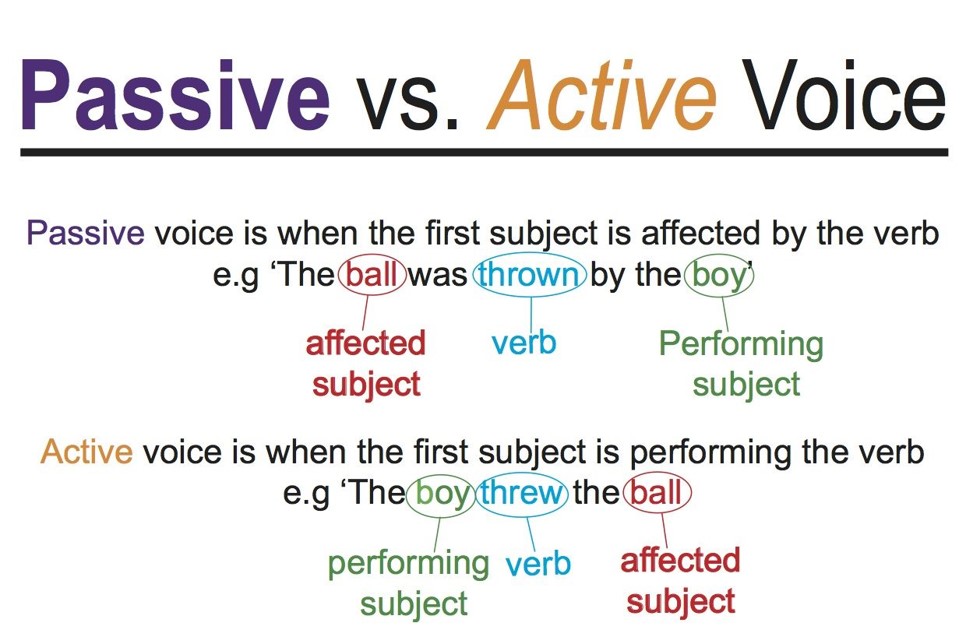 Passive vs. Active Voice
Passive voice is when the first subject is affected by the verb
e.g ‘The ball was thrown by the boy’
affected subject
verb
Performing subject
Active voice is when the first subject is performing the verb
e.g ‘The boy threw the ball
performing subject
verb
affected subject